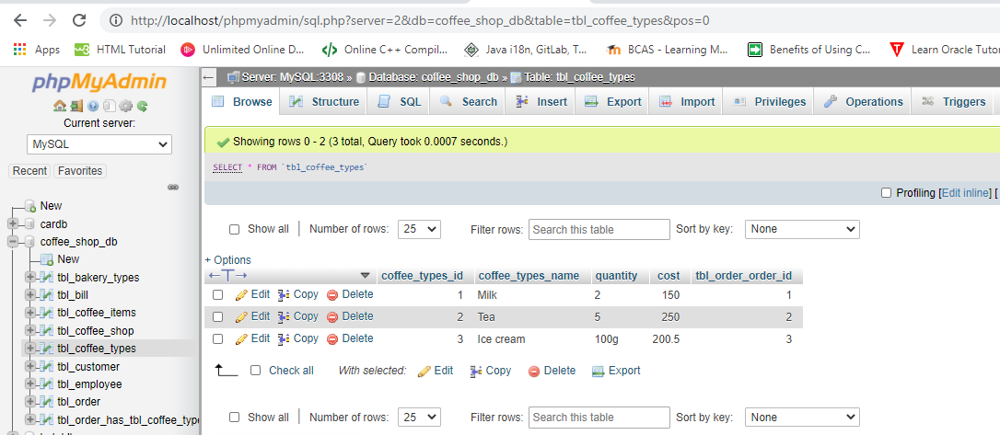 http://localhost/phpmyadmin/sql.php?server=2&db=coffee_shop_db&table=tbl_coffee_types&pos=0
Apps HTML Tutorial Unlimited Online D... Online C++ Compil... Java i18n, GitLab, T... BCAS - Learning M... Benefits of Using C... Learn Oracle Tutor
phpMyAdmin
Current server:
MySQL
Recent Favorites
New
cardb
coffee_shop_db
New
tbl_bakery_types
tbl_bill
tbl_coffee_items
tbl_coffee_shop
tbl_coffee_types
tbl_customer
tbl_employee
tbl_order
tbl_order_has_tbl_coffee_type
Server: MySQL:3308 » Database: coffee_shop_db » Table: tbl_coffee_types
Browse Structure SQL Search Insert Export Import Privileges Operations Triggers
Showing rows 0 - 2 (3 total, Query took 0.0007 seconds.)
SELECT * FROM `tbl_coffee_types`
Profiling [Edit inline] [
Show all | Number of rows: 25 Filter rows: Search this table Sort by key: None
+ Options
←T→ coffee_types_id coffee_types_name quantity cost tbl_order_order_id
Edit Copy Delete 1 Milk 2 150 1
Edit Copy Delete 2 Tea 5 250 2
Edit Copy Delete 3 Ice cream 100g 200.5 3
Check all With selected: Edit Copy Delete Export
Show all | Number of rows: 25 Filter rows: Search this table Sort by key: None